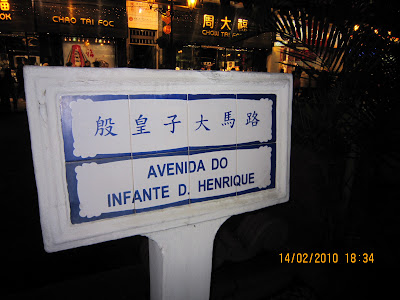 CHAO TAI FOC
周大福
CHOW TAI FOOK
殷皇子大馬路
AVENIDA DO
INFANTE D. HENRIQUE
14/02/2010 18:34